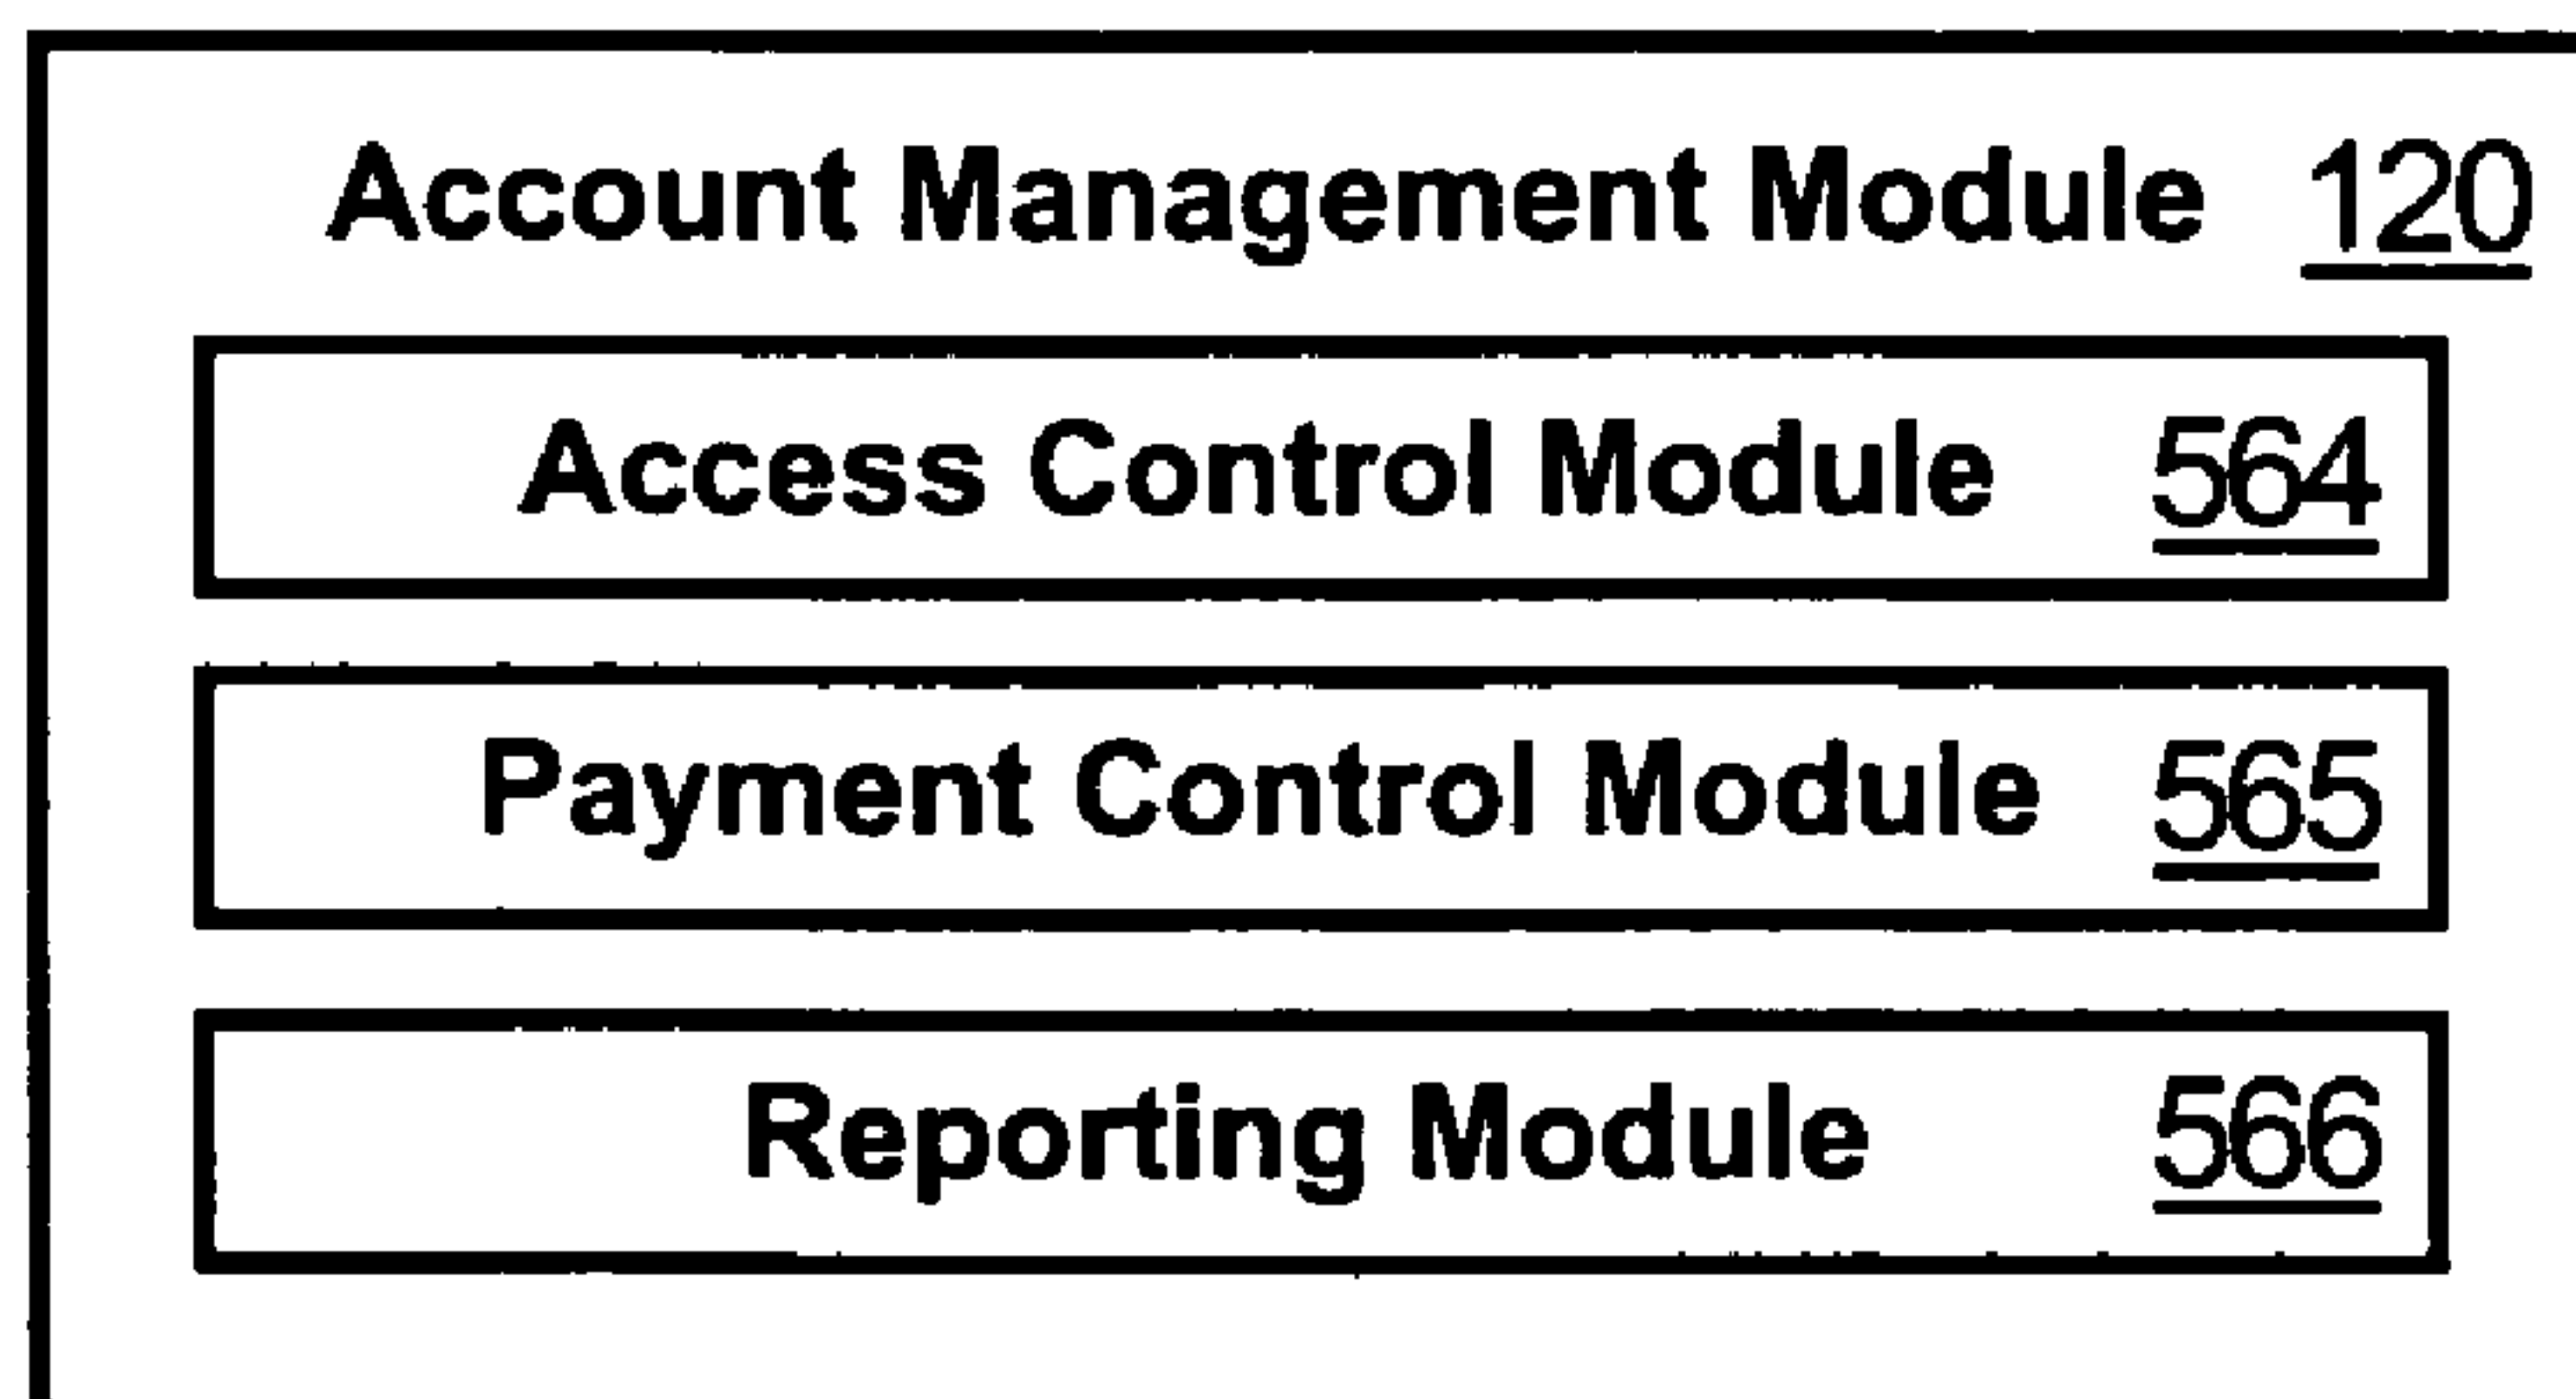 Account Management Module 120
Access Control Module 564
Payment Control Module 565
Reporting Module 566